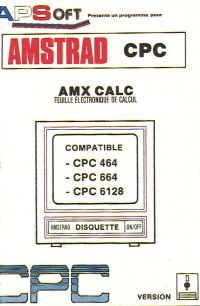 APSOFT Présente un programme pour
AMSTRAD CPC
AMX CALC
FEUILLE ÉLECTRONIQUE DE CALCUL
COMPATIBLE
- CPC 464
- CPC 664
- CPC 6128
AMSTRAD DISQUETTE ON/OFF
CPC
VERSION